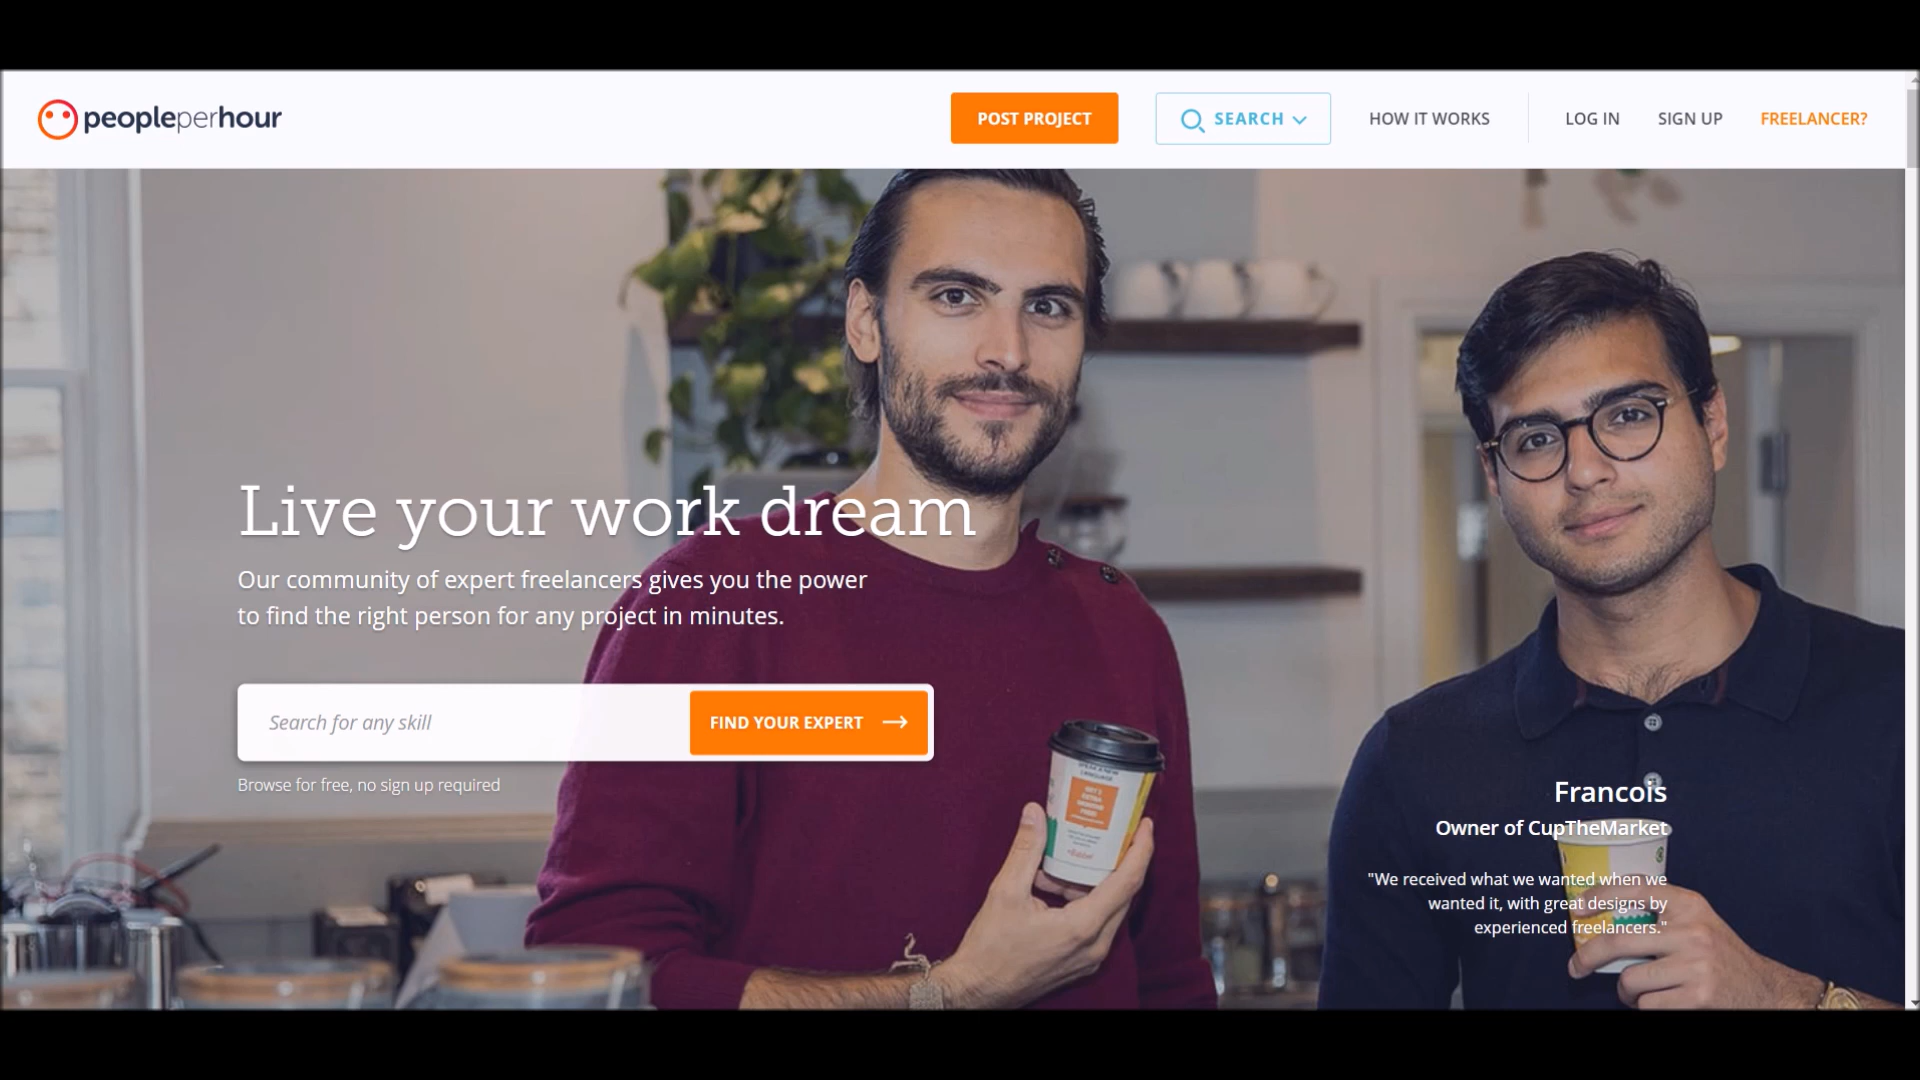 peopleperhour
POST PROJECT
SEARCH
HOW IT WORKS
LOG IN
SIGN UP
FREELANCER?
Live your work dream
Our community of expert freelancers gives you the power
to find the right person for any project in minutes.
Search for any skill
FIND YOUR EXPERT
Browse for free, no sign up required
Francois
Owner of CupTheMarket
"We received what we wanted when we
wanted it, with great designs by
experienced freelancers."